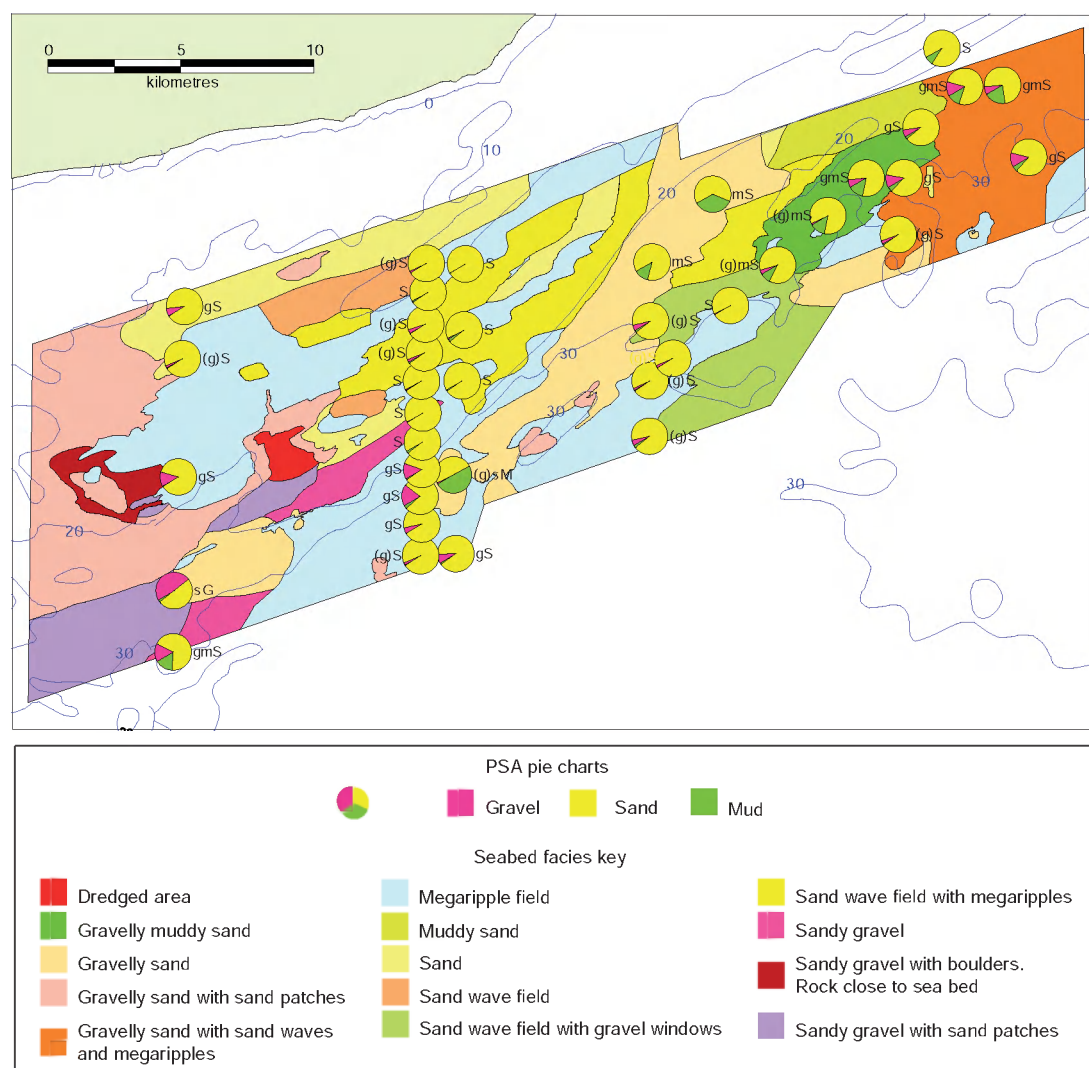 0 5 10
kilometres
S
gmS gmS
0
gS
10
20
gS
gmS gS 30
20 mS
(g)mS
(g)S
(g)S S mS (g)mS
S
gS S
(g)S S (g)S
(g)S (g)S 30
S S (g)S
30
S
S (g)S
gS gS (g)sM
30
gS
20
gS
(g)S gS
sG
30 gmS
PSA pie charts
Gravel Sand Mud
Seabed facies key
Dredged area Megaripple field Sand wave field with megaripples
Gravelly muddy sand Muddy sand Sandy gravel
Gravelly sand Sand Sandy gravel with boulders.
Rock close to sea bed
Gravelly sand with sand patches Sand wave field
Gravelly sand with sand waves
and megaripples
Sand wave field with gravel windows Sandy gravel with sand patches